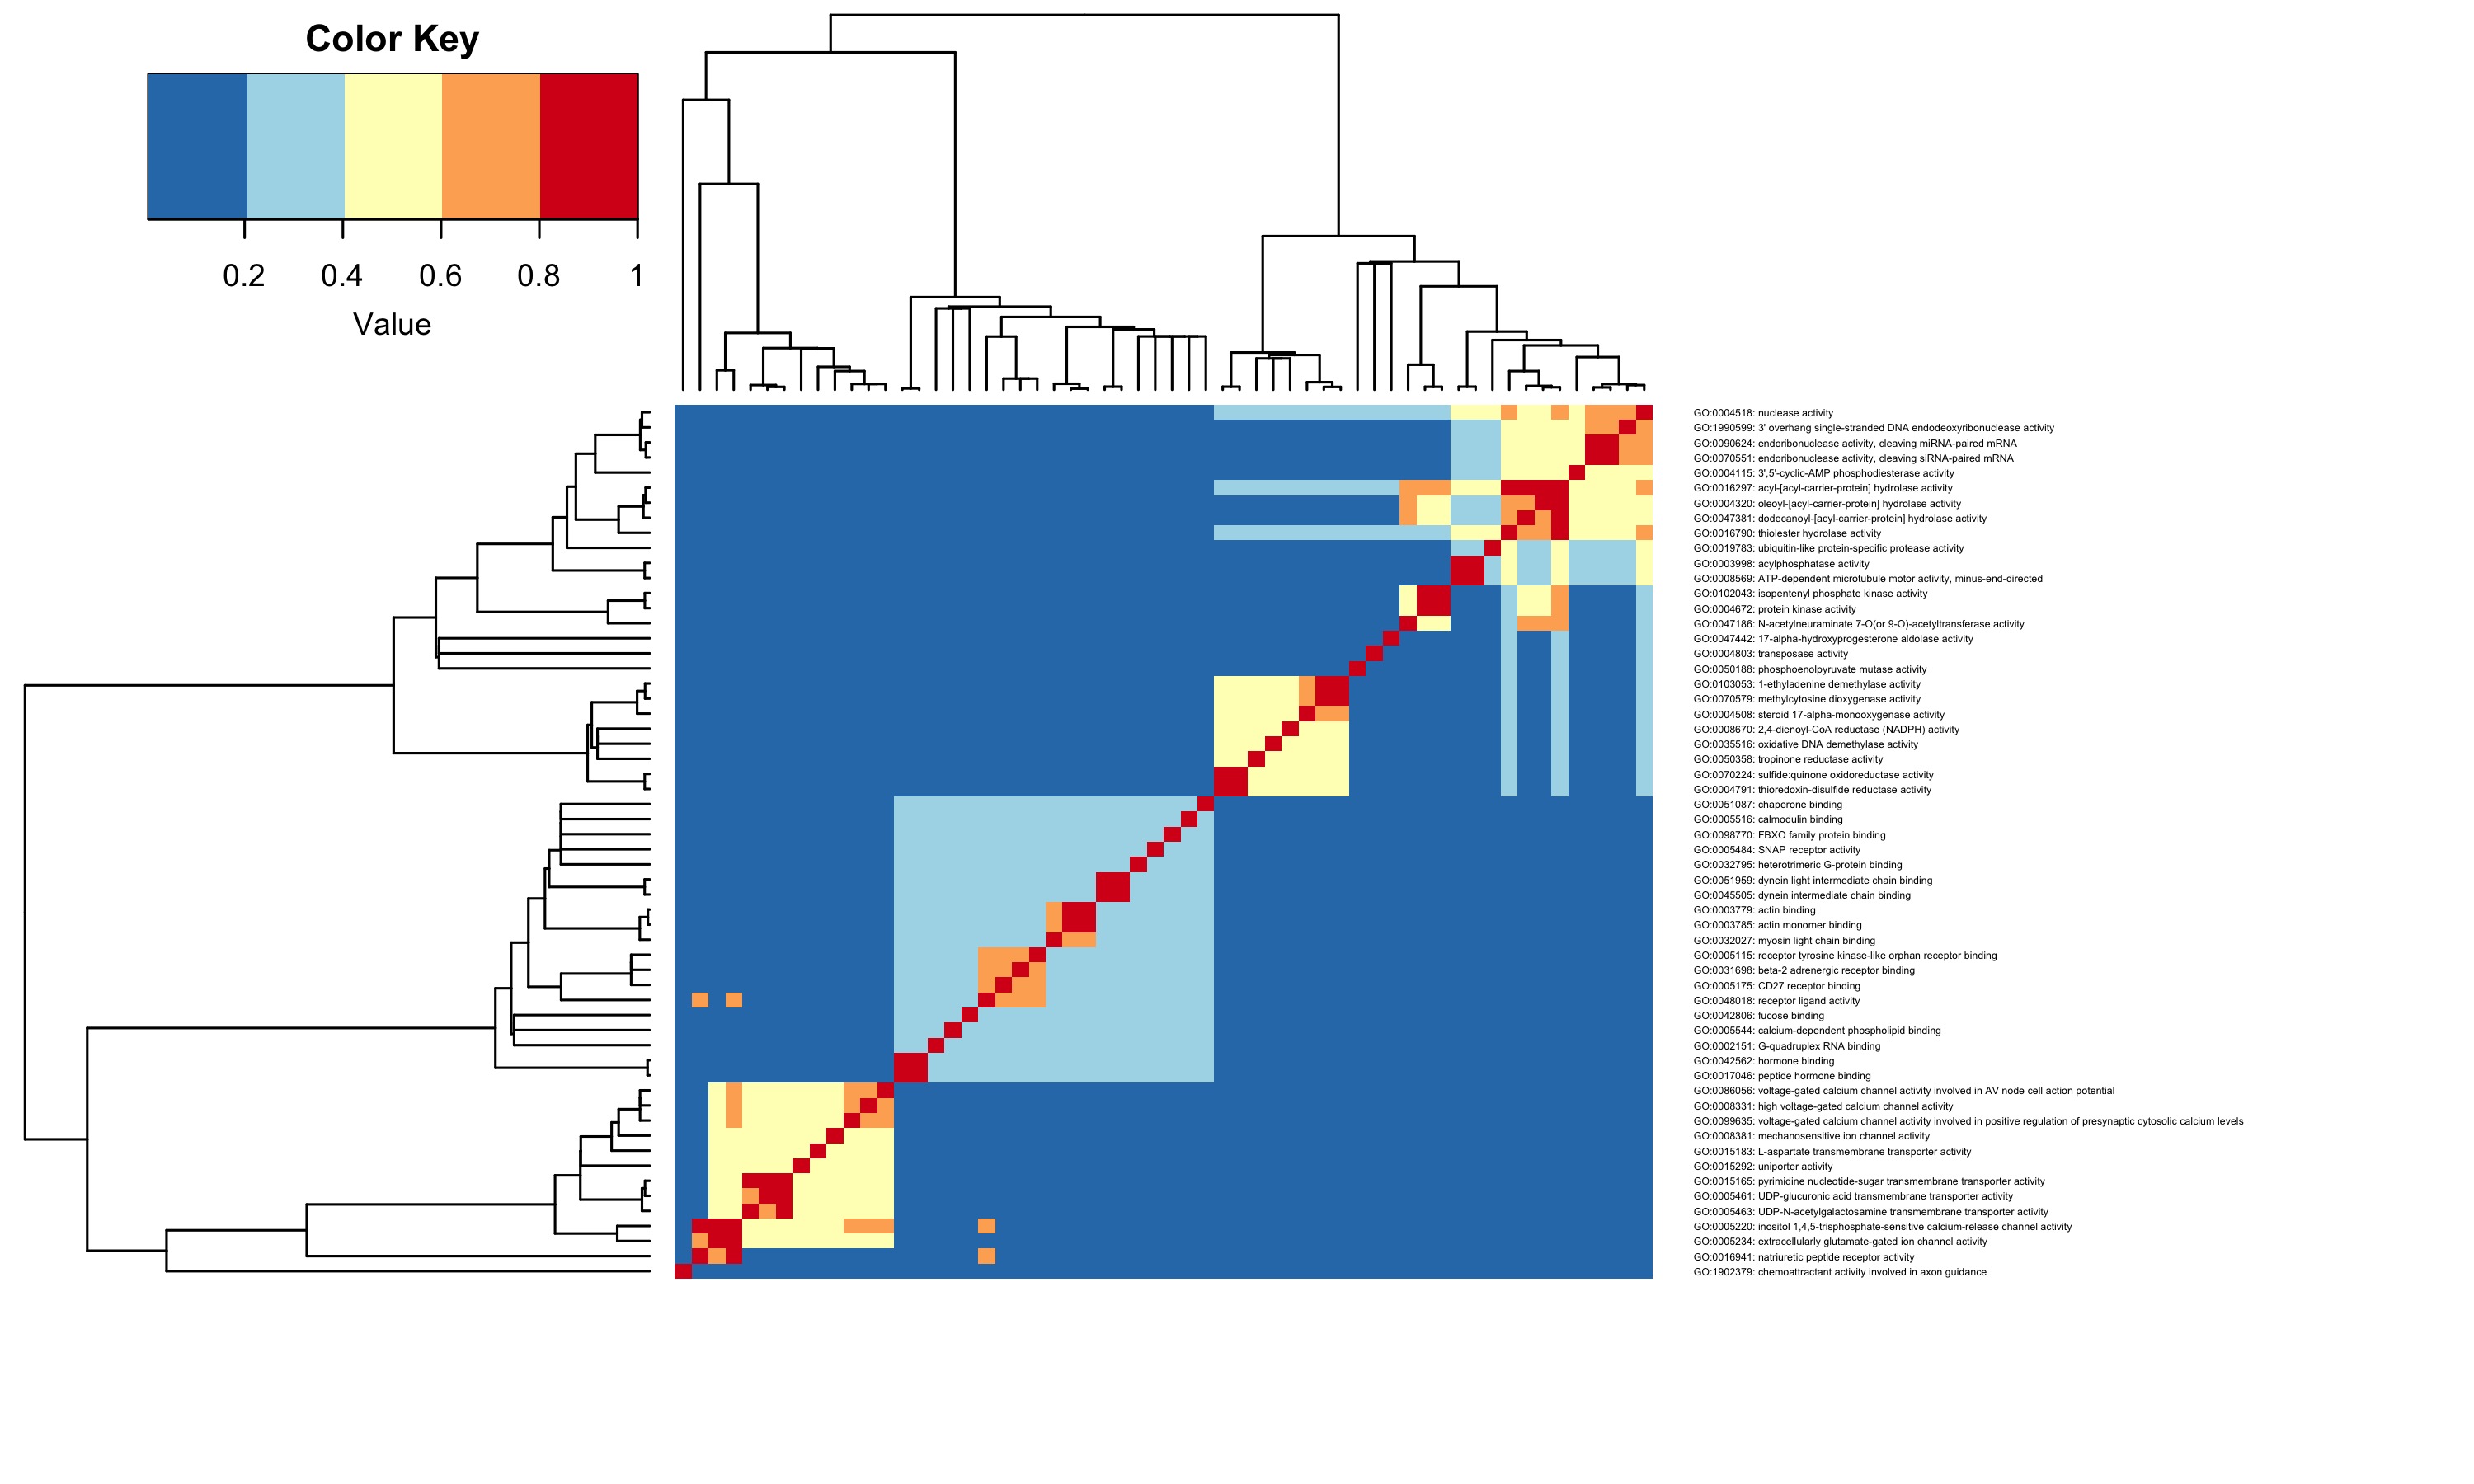 Color Key
0.2 0.4 0.6 0.8 1
Value
GO:0004518: nuclease activity
GO:1990599: 3' overhang single-stranded DNA endodeoxyribonuclease activity
GO:0090624: endoribonuclease activity, cleaving miRNA-paired mRNA
GO:0070551: endoribonuclease activity, cleaving siRNA-paired mRNA
GO:0004115: 3',5'-cyclic-AMP phosphodiesterase activity
GO:0016297: acyl-[acyl-carrier-protein] hydrolase activity
GO:0004320: oleoyl-[acyl-carrier-protein] hydrolase activity
GO:0047381: dodecanoyl-[acyl-carrier-protein] hydrolase activity
GO:0016790: thiolester hydrolase activity
GO:0019783: ubiquitin-like protein-specific protease activity
GO:0003998: acylphosphatase activity
GO:0008569: ATP-dependent microtubule motor activity, minus-end-directed
GO:0102043: isopentenyl phosphate kinase activity
GO:0004672: protein kinase activity
GO:0047186: N-acetylneuraminate 7-O(or 9-O)-acetyltransferase activity
GO:0047442: 17-alpha-hydroxyprogesterone aldolase activity
GO:0004803: transposase activity
GO:0050188: phosphoenolpyruvate mutase activity
GO:0103053: 1-ethyladenine demethylase activity
GO:0070579: methylcytosine dioxygenase activity
GO:0004508: steroid 17-alpha-monooxygenase activity
GO:0008670: 2,4-dienoyl-CoA reductase (NADPH) activity
GO:0035516: oxidative DNA demethylase activity
GO:0050358: tropinone reductase activity
GO:0070224: sulfide:quinone oxidoreductase activity
GO:0004791: thioredoxin-disulfide reductase activity
GO:0051087: chaperone binding
GO:0005516: calmodulin binding
GO:0098770: FBXO family protein binding
GO:0005484: SNAP receptor activity
GO:0032795: heterotrimeric G-protein binding
GO:0051959: dynein light intermediate chain binding
GO:0045505: dynein intermediate chain binding
GO:0003779: actin binding
GO:0003785: actin monomer binding
GO:0032027: myosin light chain binding
GO:0005115: receptor tyrosine kinase-like orphan receptor binding
GO:0031698: beta-2 adrenergic receptor binding
GO:0005175: CD27 receptor binding
GO:0048018: receptor ligand activity
GO:0042806: fucose binding
GO:0005544: calcium-dependent phospholipid binding
GO:0002151: G-quadruplex RNA binding
GO:0042562: hormone binding
GO:0017046: peptide hormone binding
GO:0086056: voltage-gated calcium channel activity involved in AV node cell action potential
GO:0008331: high voltage-gated calcium channel activity
GO:0099635: voltage-gated calcium channel activity involved in positive regulation of presynaptic cytosolic calcium levels
GO:0008381: mechanosensitive ion channel activity
GO:0015183: L-aspartate transmembrane transporter activity
GO:0015292: uniporter activity
GO:0015165: pyrimidine nucleotide-sugar transmembrane transporter activity
GO:0005461: UDP-glucuronic acid transmembrane transporter activity
GO:0005463: UDP-N-acetylgalactosamine transmembrane transporter activity
GO:0005220: inositol 1,4,5-trisphosphate-sensitive calcium-release channel activity
GO:0005234: extracellularly glutamate-gated ion channel activity
GO:0016941: natriuretic peptide receptor activity
GO:1902379: chemoattractant activity involved in axon guidance